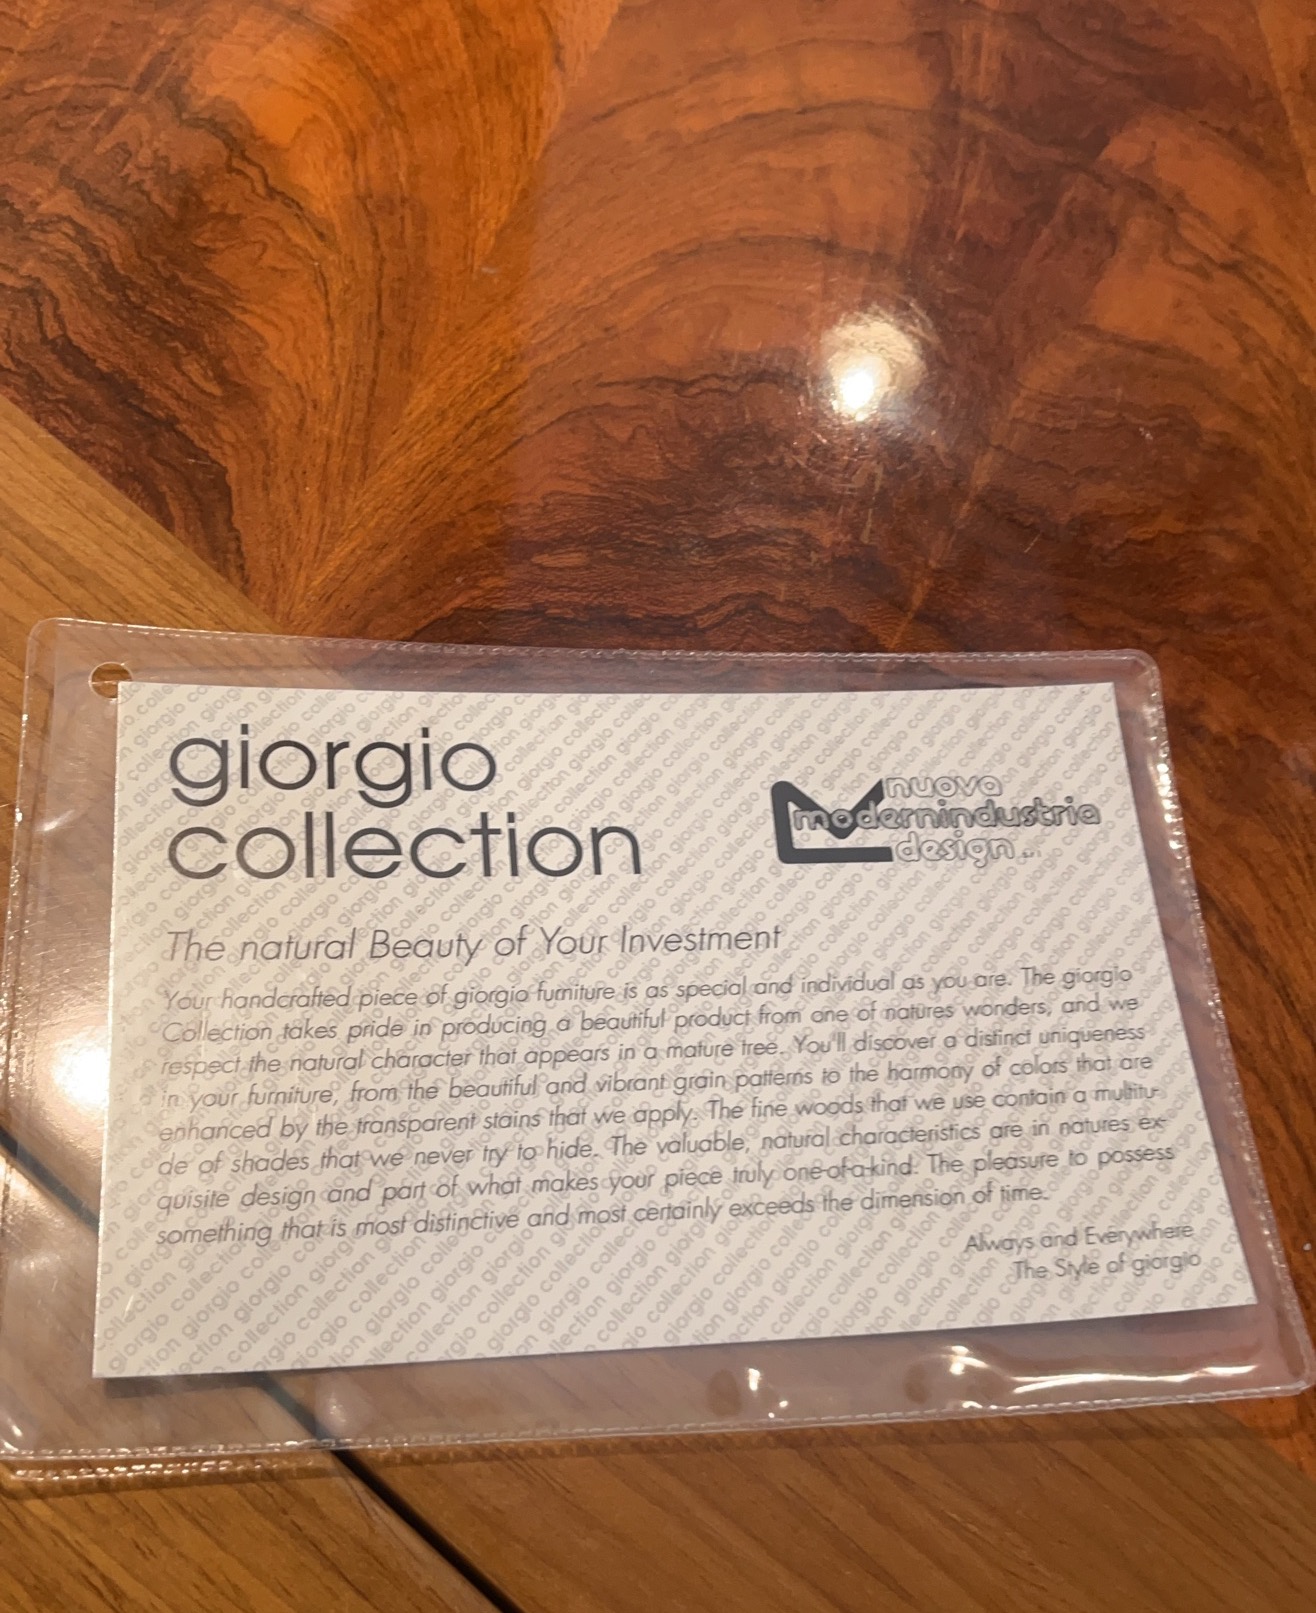 giorgio
collection
nuova
modernindustria
design
The natural Beauty of Your Investment
Your handcrafted piece of giorgio furniture is as special and individual as you are. The giorgio
Collection takes pride in producing a beautiful product from one of natures wonders, and we
respect the natural character that appears in a mature tree. You'll discover a distinct uniqueness
in your furniture, from the beautiful and vibrant grain patterns to the harmony of colors that are
enhanced by the transparent stains that we apply. The fine woods that we use contain a multitu-
de of shades that we never try to hide. The valuable, natural characteristics are in natures ex-
quisite design and part of what makes your piece truly one-of-a-kind. The pleasure to possess
something that is most distinctive and most certainly exceeds the dimension of time.
Always and Everywhere
The Style of giorgio